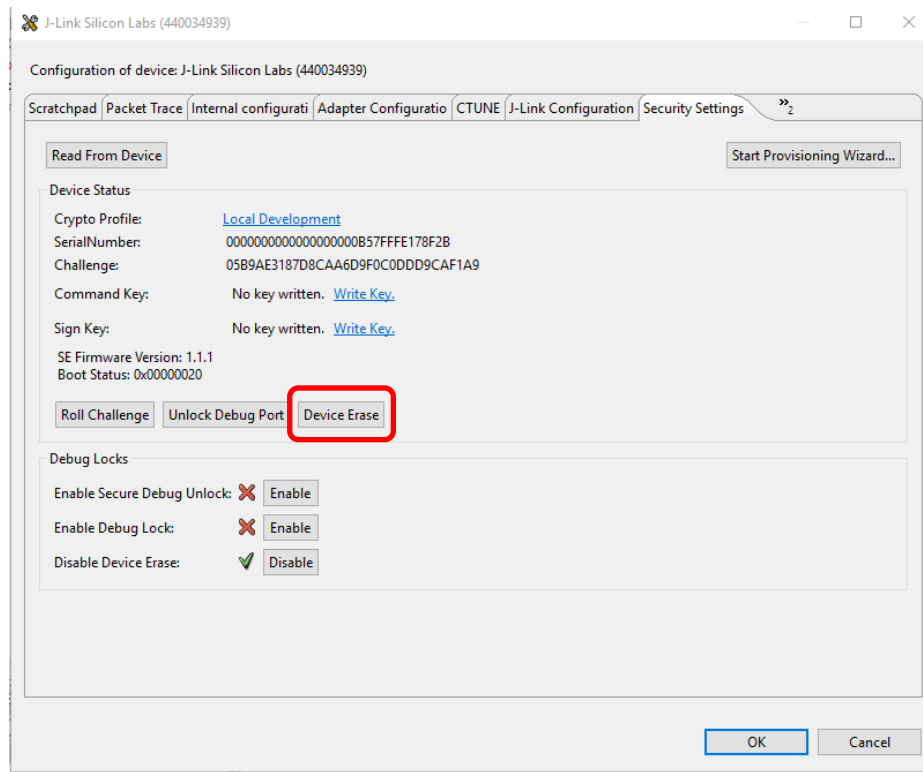 J-Link Silicon Labs (440034939)
Configuration of device: J-Link Silicon Labs (440034939)
Scratchpad Packet Trace Internal configurati Adapter Configuratio CTUNE J-Link Configuration Security Settings »2
Read From Device Start Provisioning Wizard...
Device Status
Crypto Profile: Local Development
SerialNumber: 0000000000000000000B57FFFE178F2B
Challenge: 05B9AE3187D8CAA6D9F0C0DDD9CAF1A9
Command Key: No key written. Write Key.
Sign Key: No key written. Write Key.
SE Firmware Version: 1.1.1
Boot Status: 0x00000020
Roll Challenge Unlock Debug Port Device Erase
Debug Locks
Enable Secure Debug Unlock: Enable
Enable Debug Lock: Enable
Disable Device Erase: Disable
OK Cancel